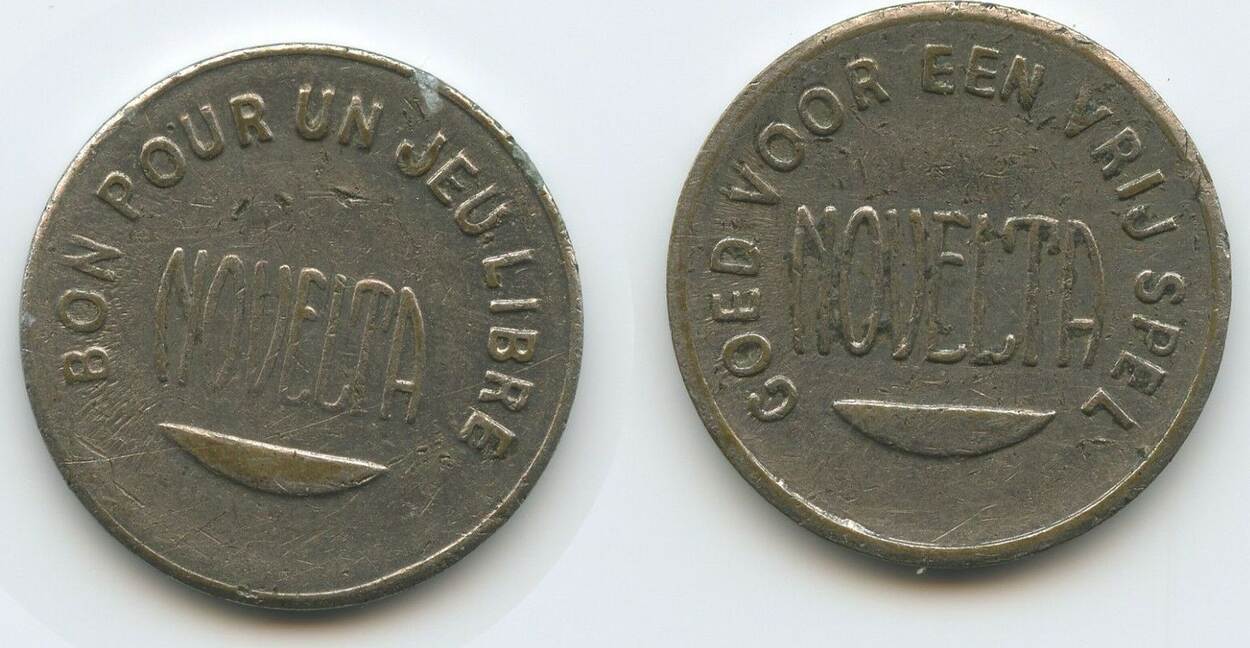 BON POUR UN JEU LIBRE
NOVELTA
GOED VOOR EEN VRIJ SPEL
NOVELTA